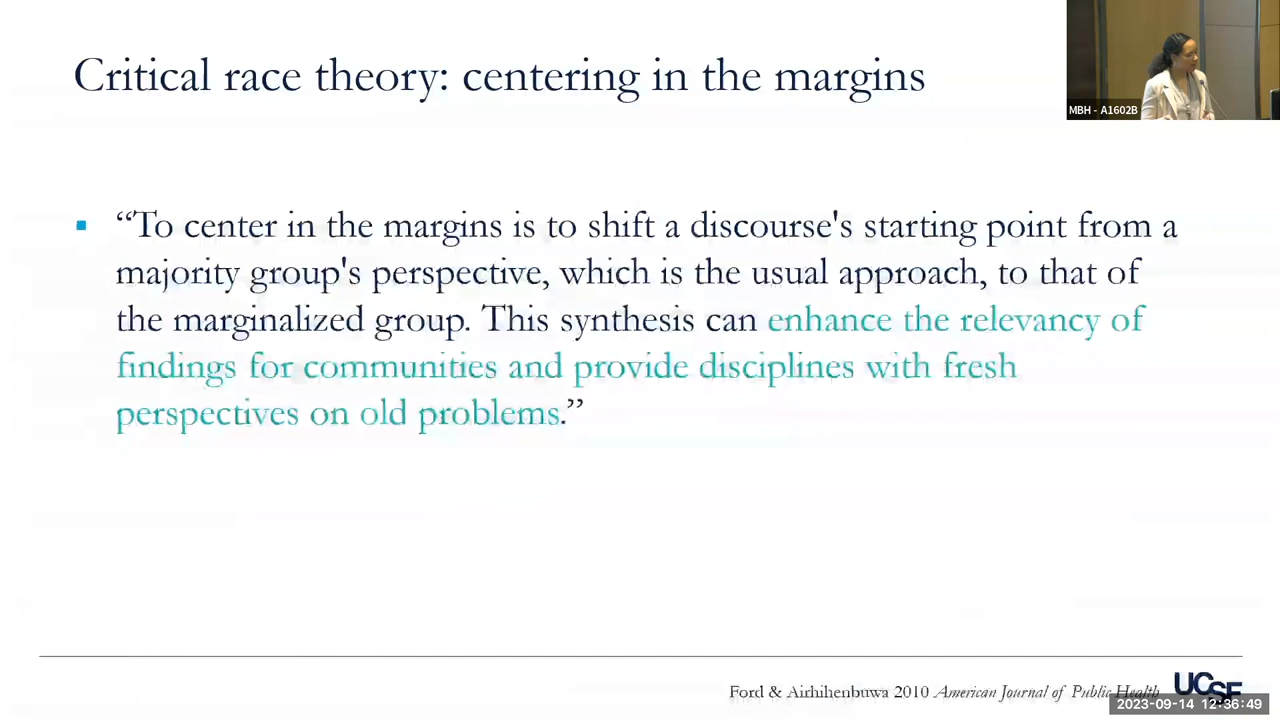 Critical race theory: centering in the margins
MBH - A1602B
▪ “To center in the margins is to shift a discourse's starting point from a
majority group's perspective, which is the usual approach, to that of
the marginalized group. This synthesis can enhance the relevancy of
findings for communities and provide disciplines with fresh
perspectives on old problems.”
Ford & Airhihenbuwa 2010 American Journal of Public Health
UCSF
2023-09-14 12:36:49